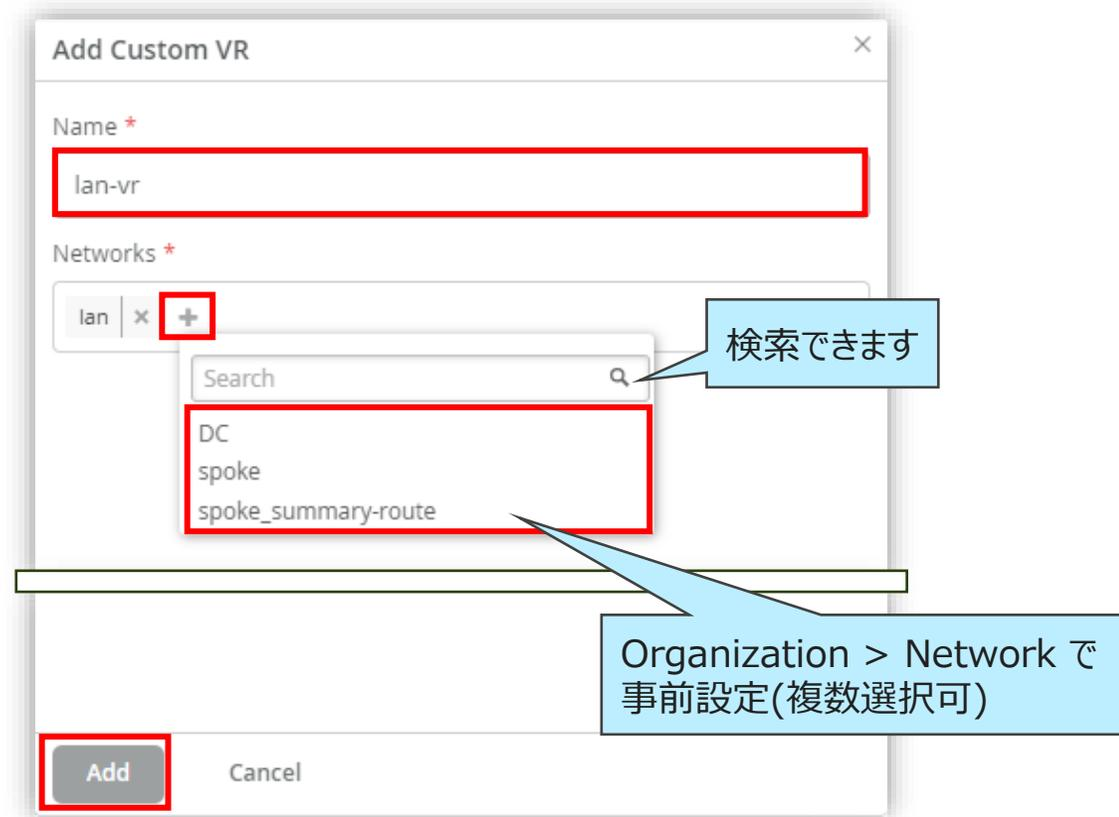 Add Custom VR ×
Name *
lan-vr
Networks *
lan × +
検索できます
Search
DC
spoke
spoke_summary-route
Organization > Network で
事前設定(複数選択可)
Add Cancel